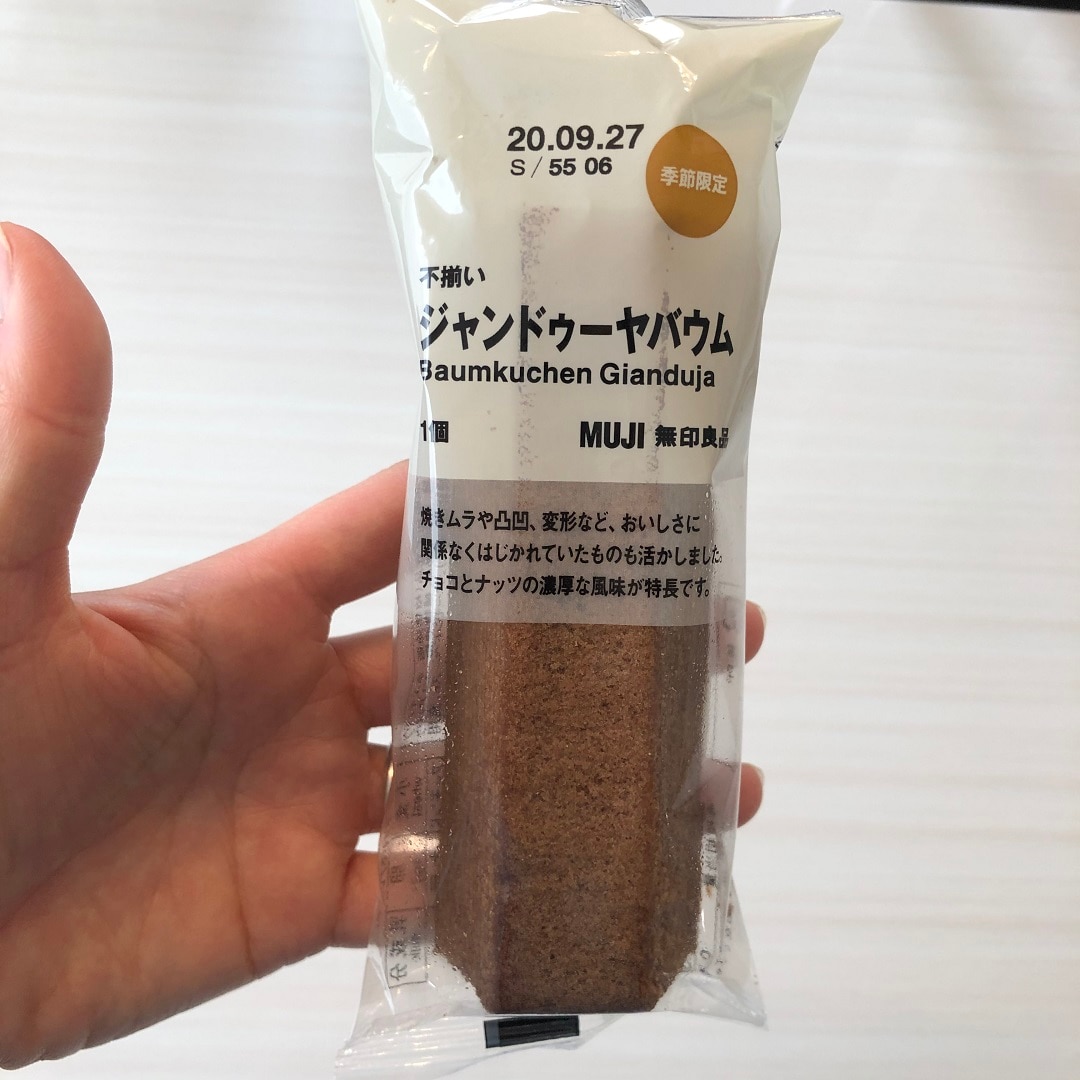 20.09.27
S/55 06
季節限定
不揃い
ジャンドゥーヤバウム
Baumkuchen Gianduja
1個
MUJI 無印良品
焼きムラや凸凹、変形など、おいしさに
関係なくはじかれていたものも活かしました。
チョコとナッツの濃厚な風味が特長です。